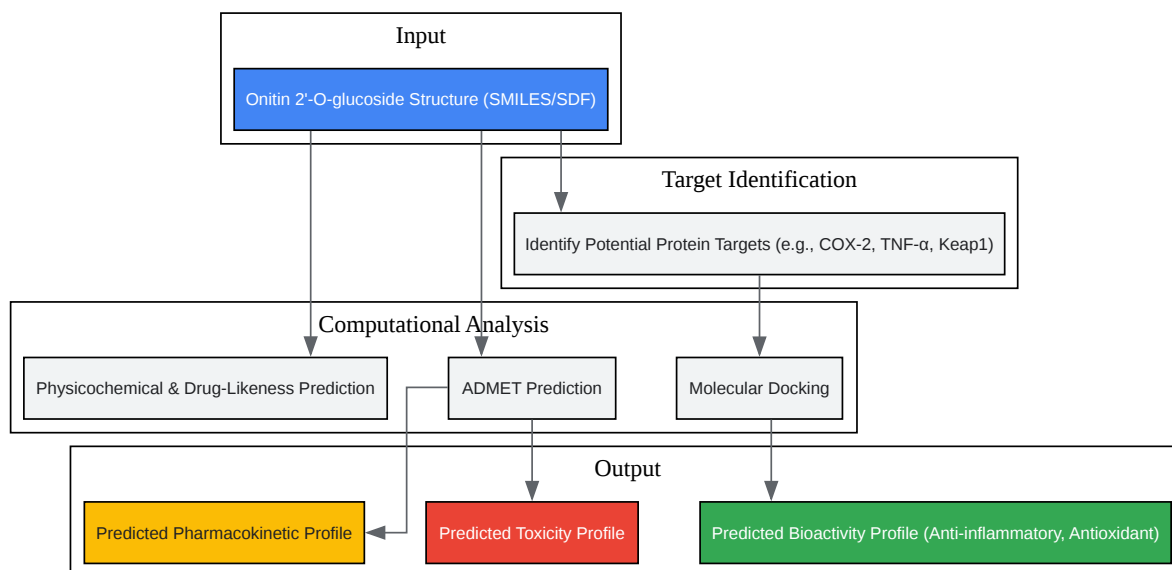 Input
Onitin 2'-O-glucoside Structure (SMILES/SDF)
Target Identification
Identify Potential Protein Targets (e.g., COX-2, TNF-α, Keap1)
Computational Analysis
Physicochemical & Drug-Likeness Prediction
ADMET Prediction
Molecular Docking
Output
Predicted Pharmacokinetic Profile
Predicted Toxicity Profile
Predicted Bioactivity Profile (Anti-inflammatory, Antioxidant)